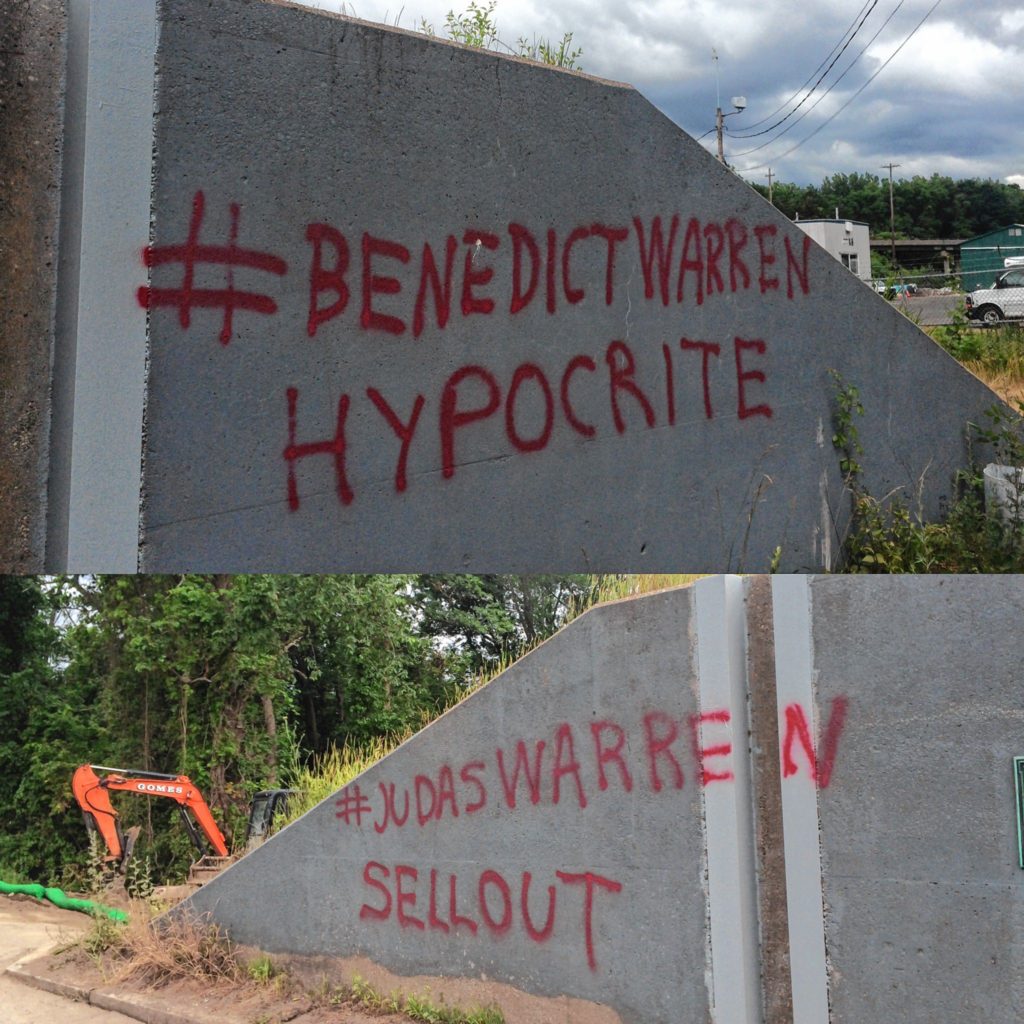 #BENEDICTWARREN
HYPOCRITE
GOMES
#JUDASWARREN
SELLOUT